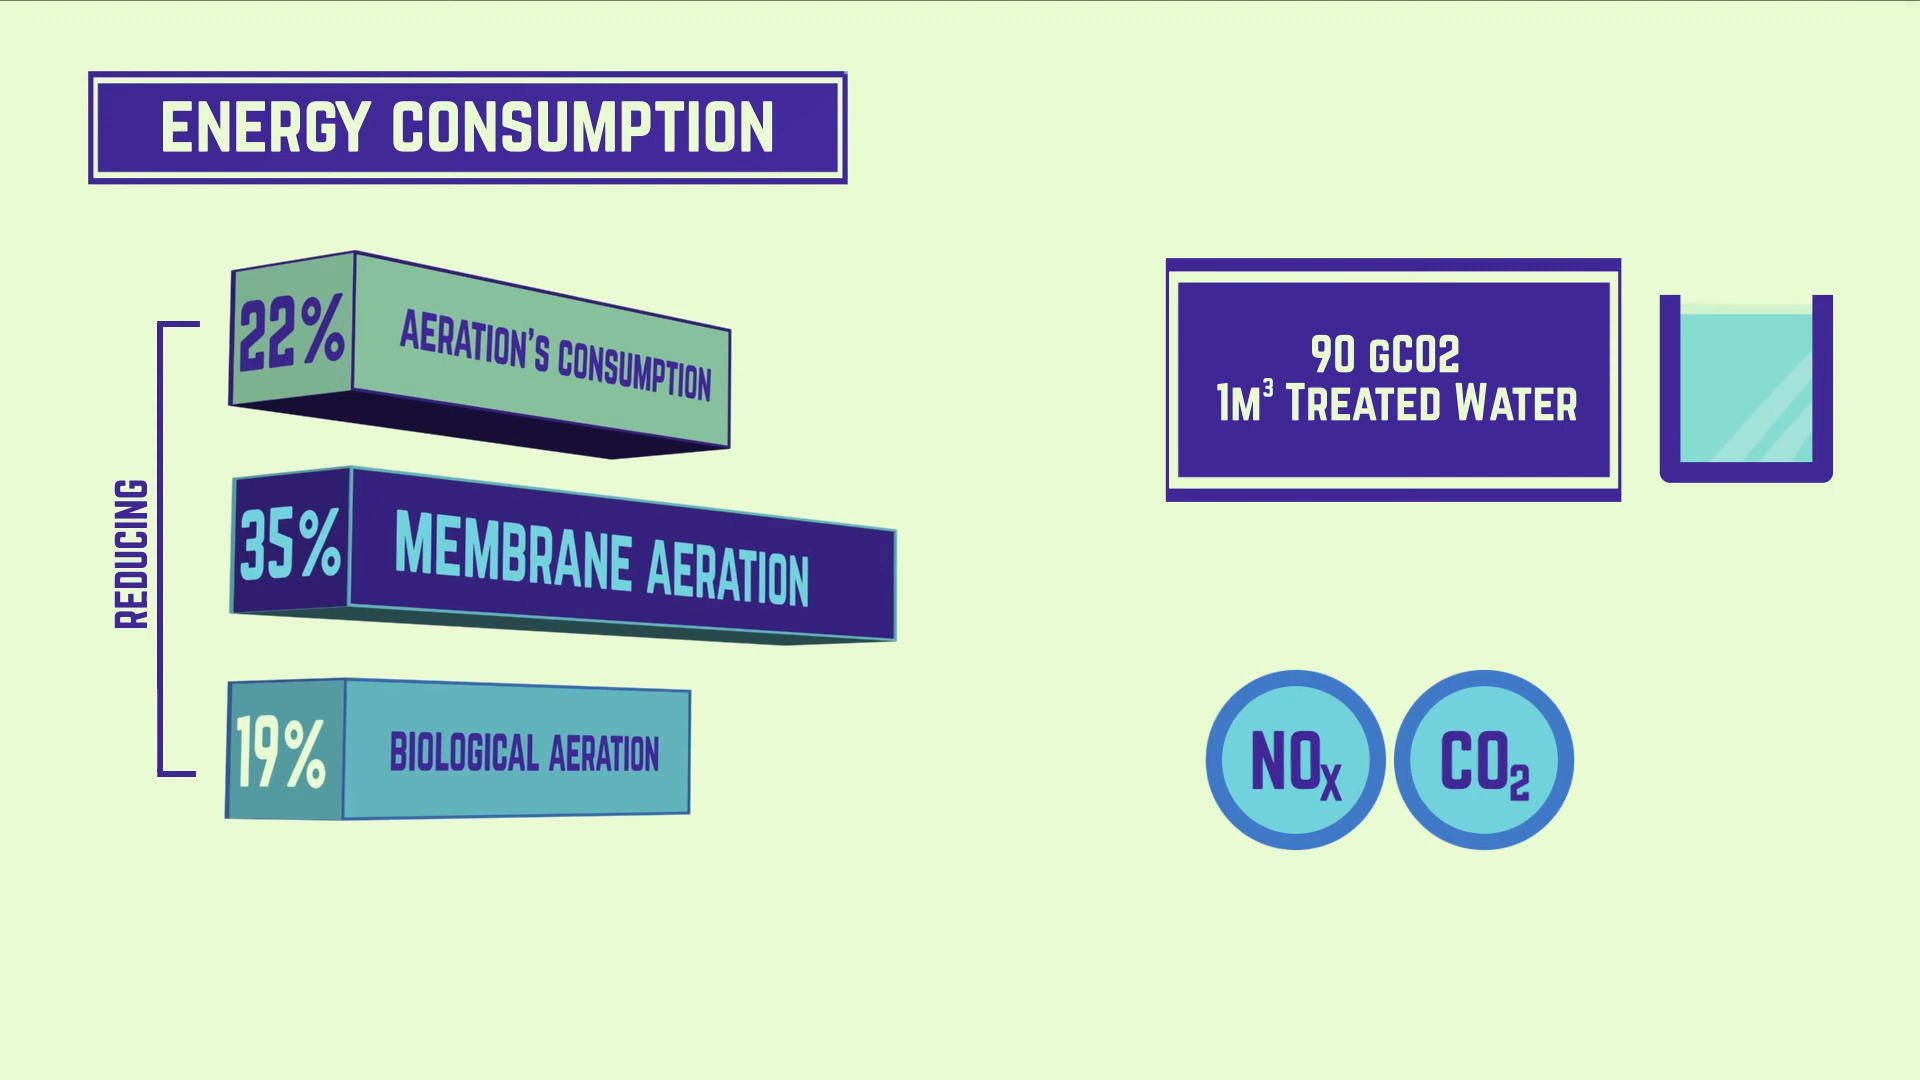 ENERGY CONSUMPTION
REDUCING
22% AERATION'S CONSUMPTION
35% MEMBRANE AERATION
19% BIOLOGICAL AERATION
90 gCO2
1m³ Treated Water
NOx
CO₂